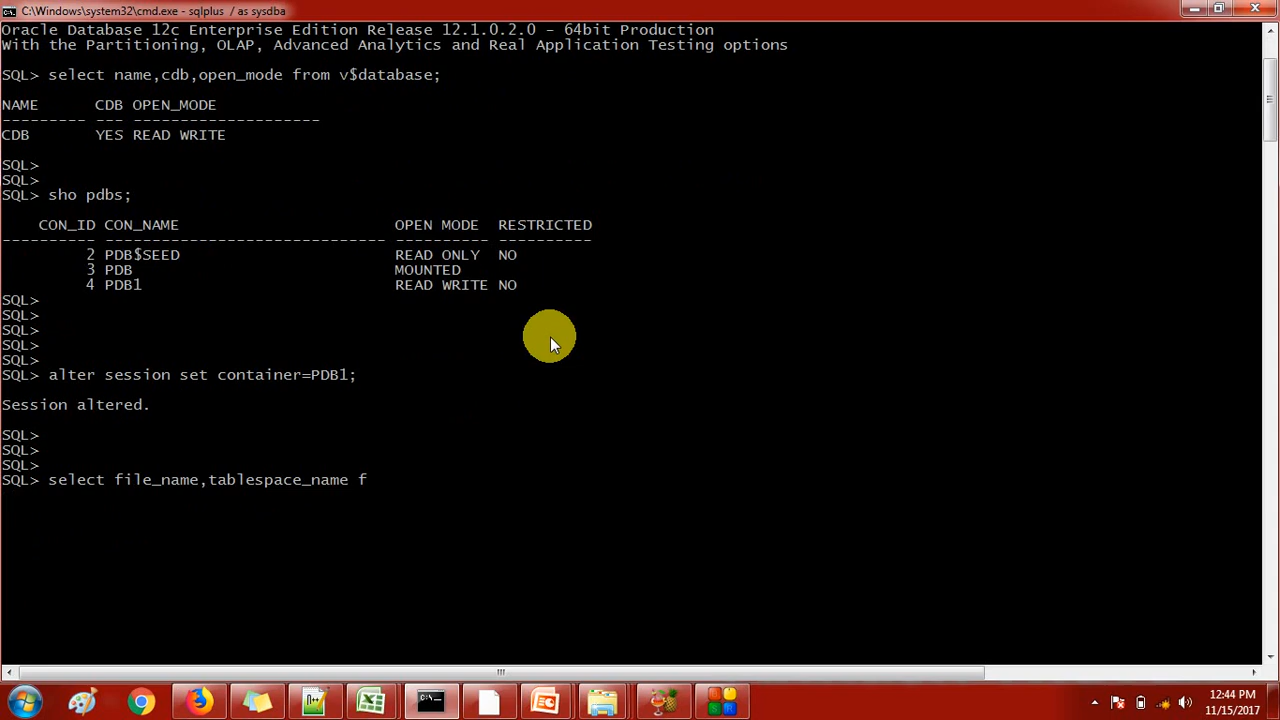 C:\Windows\system32\cmd.exe - sqlplus / as sysdba
Oracle Database 12c Enterprise Edition Release 12.1.0.2.0 - 64bit Production
With the Partitioning, OLAP, Advanced Analytics and Real Application Testing options
SQL> select name,cdb,open_mode from v$database;
NAME CDB OPEN_MODE
--------- --- --------------------
CDB YES READ WRITE
SQL>
SQL>
SQL> sho pdbs;
CON_ID CON_NAME OPEN MODE RESTRICTED
---------- ------------------------------ ---------- ----------
2 PDB$SEED READ ONLY NO
3 PDB MOUNTED
4 PDB1 READ WRITE NO
SQL>
SQL>
SQL>
SQL>
SQL>
SQL> alter session set container=PDB1;
Session altered.
SQL>
SQL>
SQL>
SQL> select file_name,tablespace_name f
12:44 PM
11/15/2017